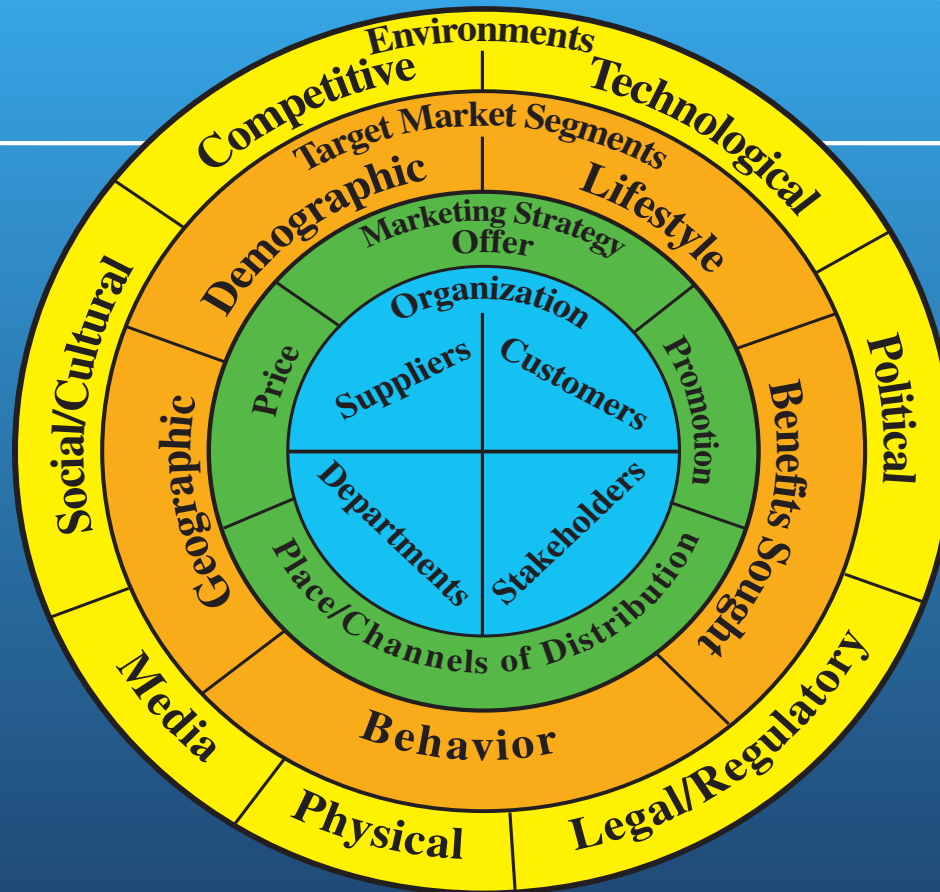 Environments
Competitive
Technological
Political
Legal/Regulatory
Physical
Media
Social/Cultural
Target Market Segments
Demographic
Lifestyle
Benefits Sought
Behavior
Geographic
Marketing Strategy
Offer
Promotion
Place/Channels of Distribution
Price
Organization
Suppliers
Customers
Departments
Stakeholders